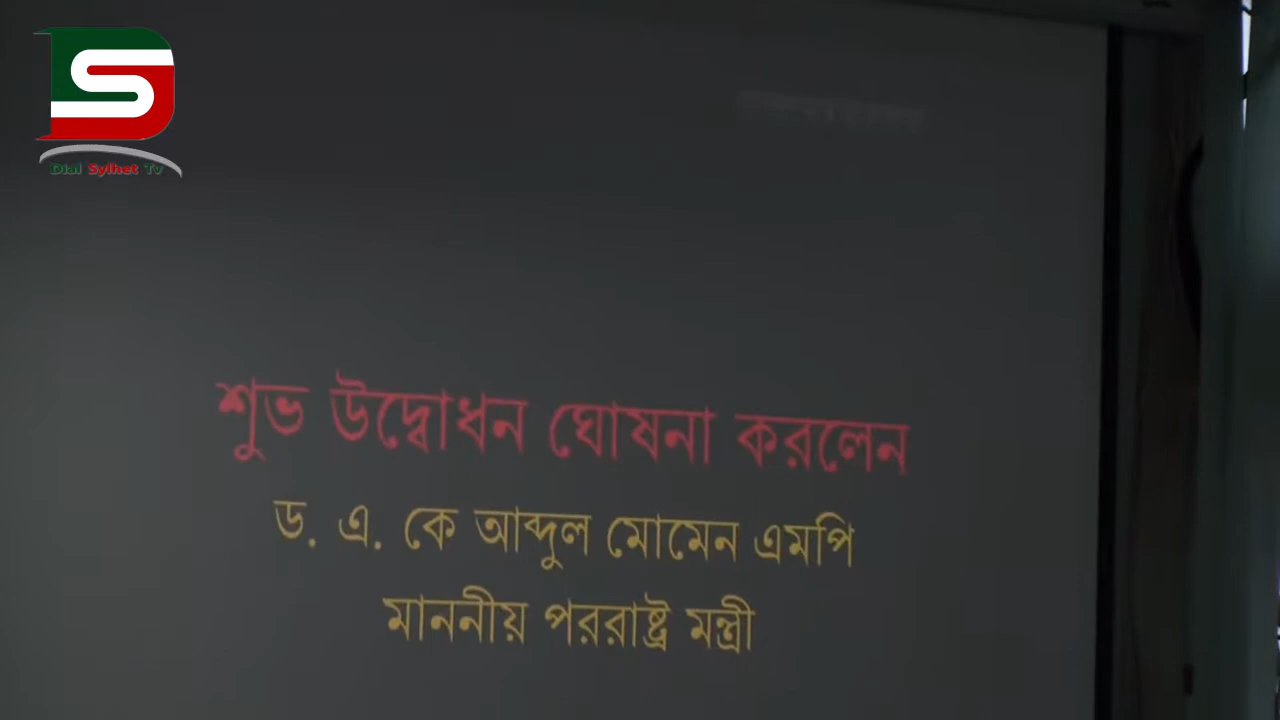 Dial Sylhet Tv
শুভ উদ্বোধন ঘোষনা করলেন
ড. এ. কে আব্দুল মোমেন এমপি
মাননীয় পররাষ্ট্র মন্ত্রী